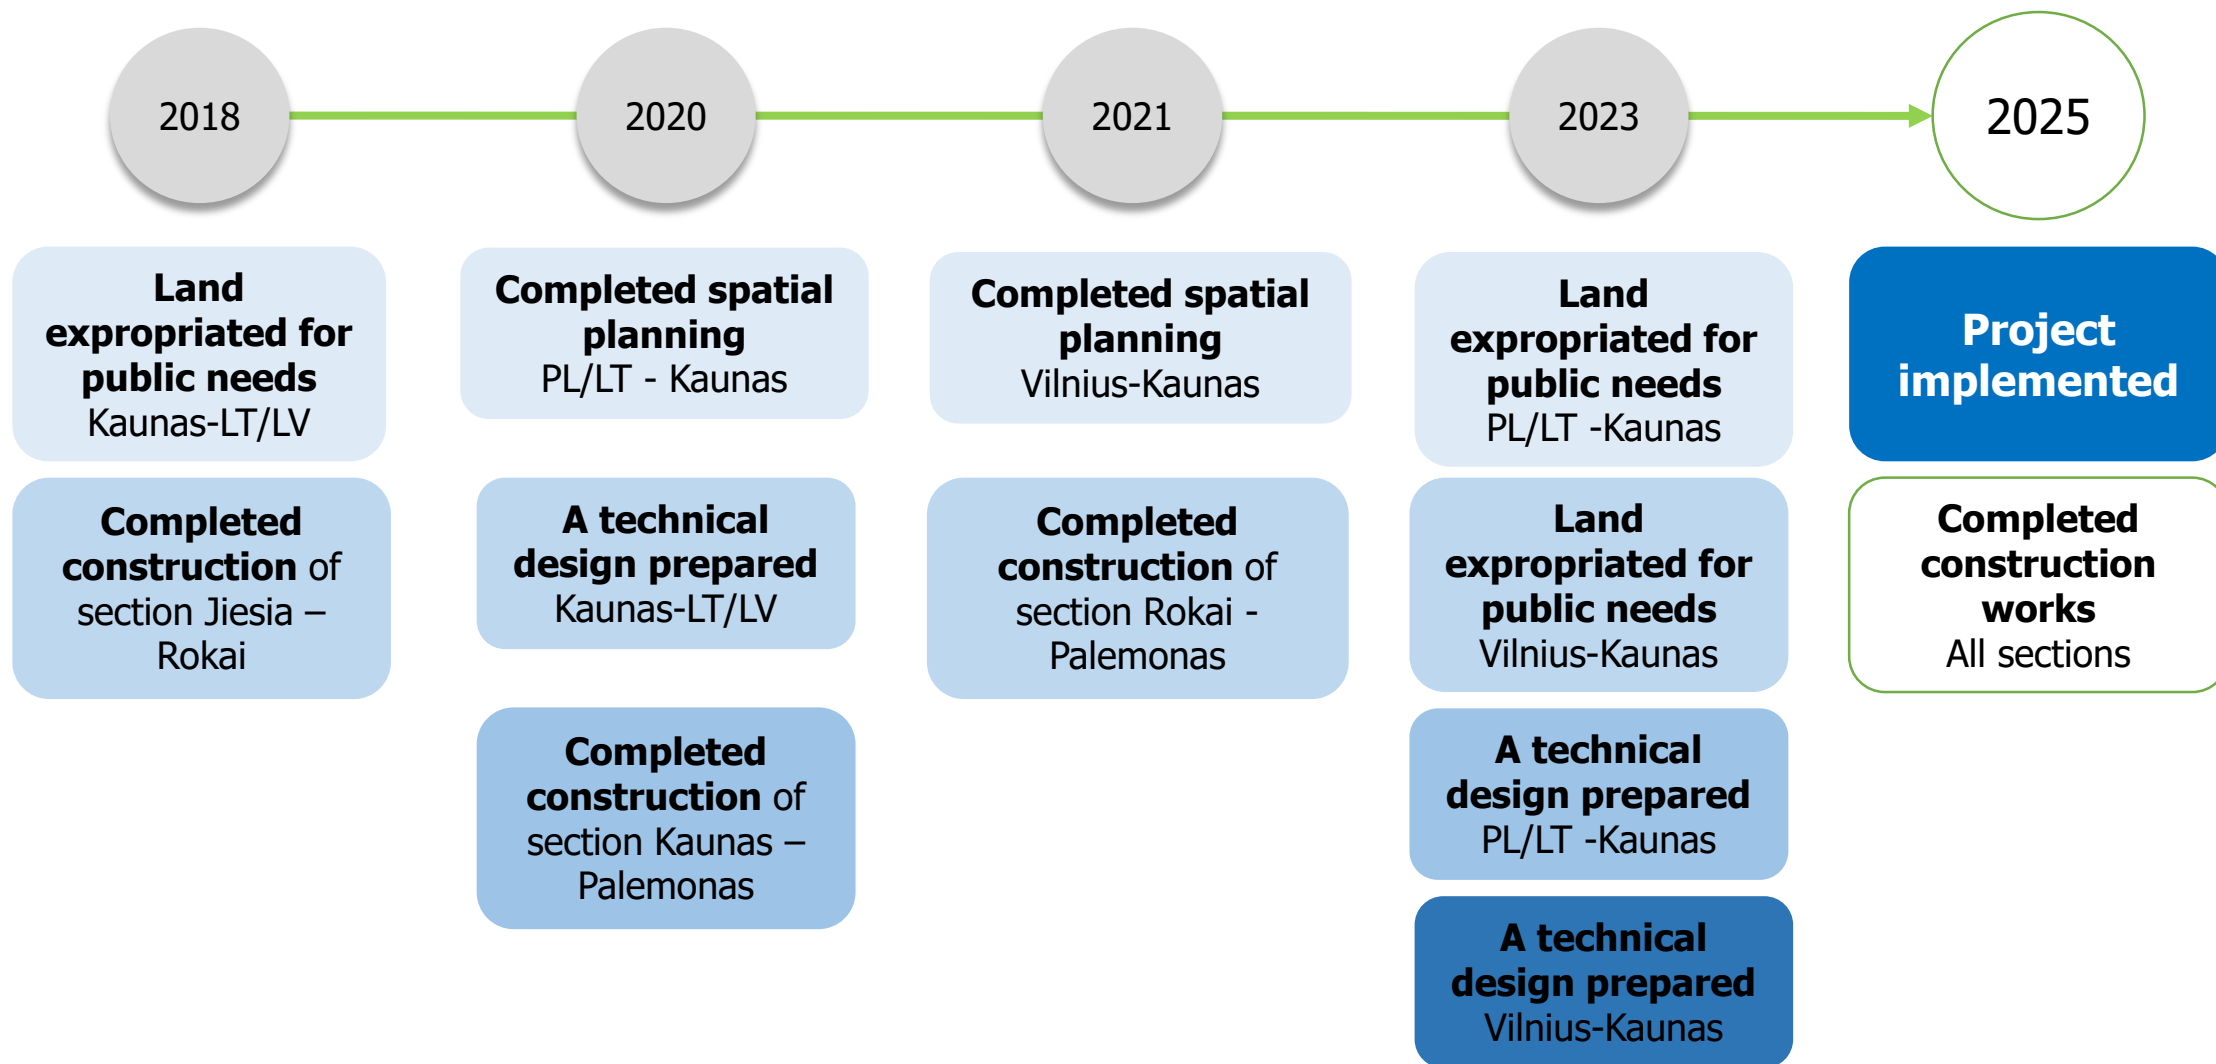 2018
2020
2021
2023
2025
Land
expropriated for
public needs
Kaunas-LT/LV
Completed
construction of
section Jiesia –
Rokai
Completed spatial
planning
PL/LT - Kaunas
A technical
design prepared
Kaunas-LT/LV
Completed
construction of
section Kaunas –
Palemonas
Completed spatial
planning
Vilnius-Kaunas
Completed
construction of
section Rokai -
Palemonas
Land
expropriated for
public needs
PL/LT -Kaunas
Land
expropriated for
public needs
Vilnius-Kaunas
A technical
design prepared
PL/LT -Kaunas
A technical
design prepared
Vilnius-Kaunas
Project
implemented
Completed
construction
works
All sections